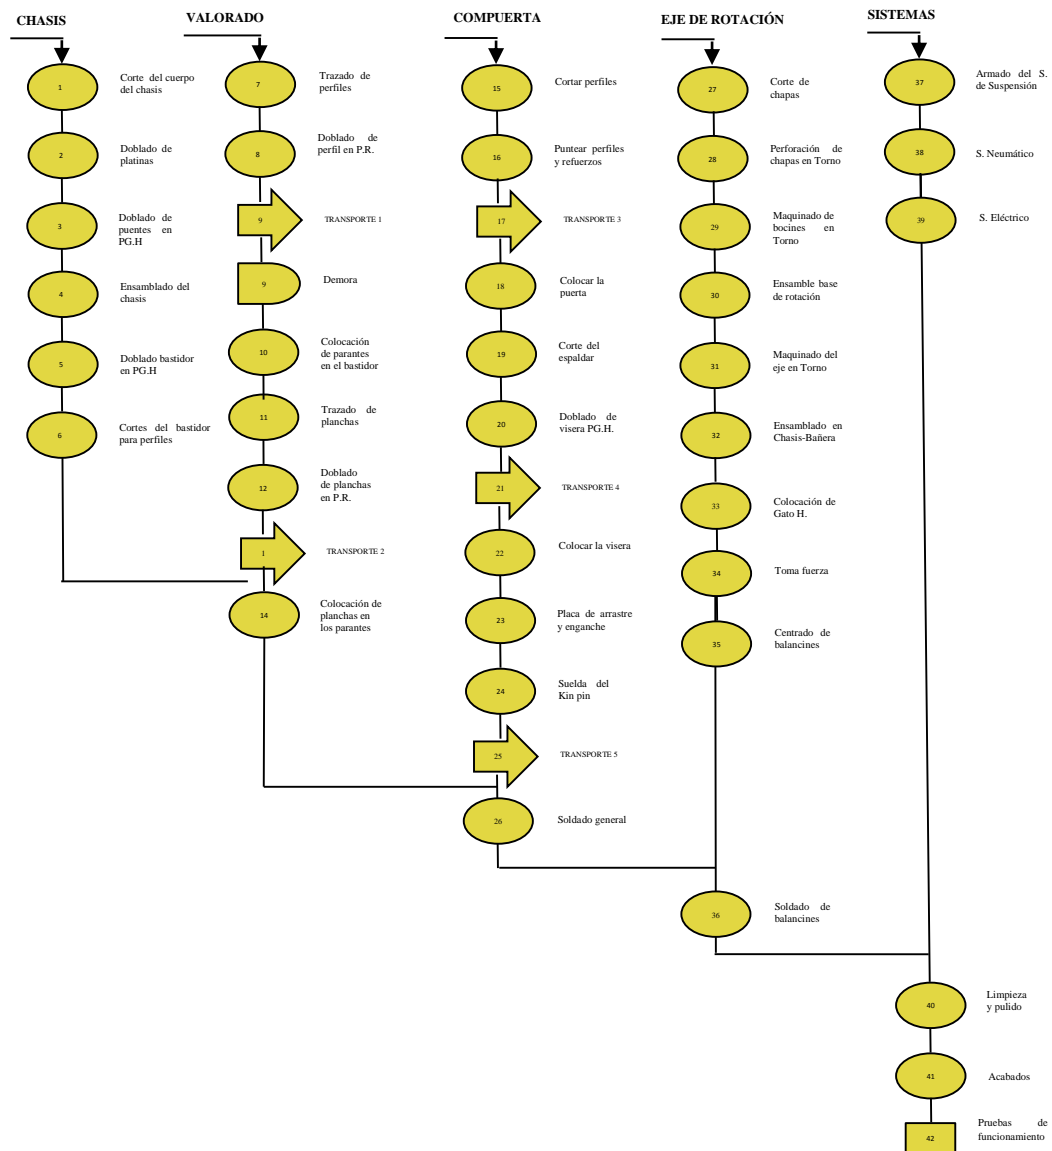 CHASIS
1
Corte del cuerpo
del chasis
2
Doblado de
platinas
3
Doblado de
puentes en
PG.H
4
Ensamblado del
chasis
5
Doblado bastidor
en PG.H
6
Cortes del bastidor
para perfiles
VALORADO
7
Trazado de
perfiles
8
Doblado de
perfil en P.R.
9
TRANSPORTE 1
9
Demora
10
Colocación
de parantes
en el bastidor
11
Trazado de
planchas
12
Doblado
de planchas
en P.R.
1
TRANSPORTE 2
14
Colocación de
planchas en
los parantes
COMPUERTA
15
Cortar perfiles
16
Puntear perfiles
y refuerzos
17
TRANSPORTE 3
18
Colocar la
puerta
19
Corte del
espaldar
20
Doblado de
visera PG.H.
21
TRANSPORTE 4
22
Colocar la visera
23
Placa de arrastre
y enganche
24
Suelda del
Kin pin
25
TRANSPORTE 5
26
Soldado general
EJE DE ROTACIÓN
27
Corte de
chapas
28
Perforación de
chapas en Torno
29
Maquinado de
bocines en
Torno
30
Ensamble base
de rotación
31
Maquinado del
eje en Torno
32
Ensamblado en
Chasis-Bañera
33
Colocación de
Gato H.
34
Toma fuerza
35
Centrado de
balancines
36
Soldado de
balancines
SISTEMAS
37
Armado del S.
de Suspensión
38
S. Neumático
39
S. Eléctrico
40
Limpieza
y pulido
41
Acabados
42
Pruebas de
funcionamiento